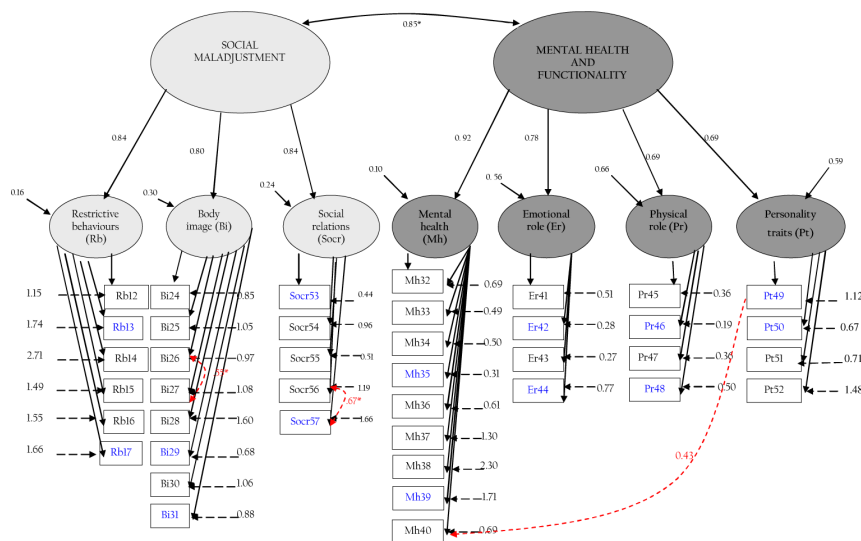 0.85*
SOCIAL
MALADJUSTMENT
MENTAL HEALTH
AND
FUNCTIONALITY
0.84
0.80
0.84
0. 92
0.78
0.69
0.69
0.16
0.30
0.24
0.10
0. 56
0.66
0.59
Restrictive
behaviours
(Rb)
Body
image (Bi)
Social
relations
(Socr)
Mental
health
(Mh)
Emotional
role (Er)
Physical
role (Pr)
Personality
traits (Pt)
1.15
Rb12
1.74
Rb13
2.71
Rb14
1.49
Rb15
1.55
Rb16
1.66
Rb17
Bi24
0.85
Bi25
1.05
Bi26
0.97
Bi27
1.08
Bi28
1.60
Bi29
0.68
Bi30
1.06
Bi31
0.88
Socr53
0.44
Socr54
0.96
Socr55
0.51
Socr56
1.19
.67*
Socr57
1.66
Mh32
0.69
Mh33
0.49
Mh34
0.50
Mh35
0.31
Mh36
0.61
Mh37
1.30
Mh38
2.30
Mh39
1.71
Mh40
0.69
Er41
0.51
Er42
0.28
Er43
0.27
Er44
0.77
Pr45
0.36
Pr46
0.19
Pr47
0.36
Pr48
0.50
Pt49
1.12
Pt50
0.67
Pt51
0.71
Pt52
1.48
0.43